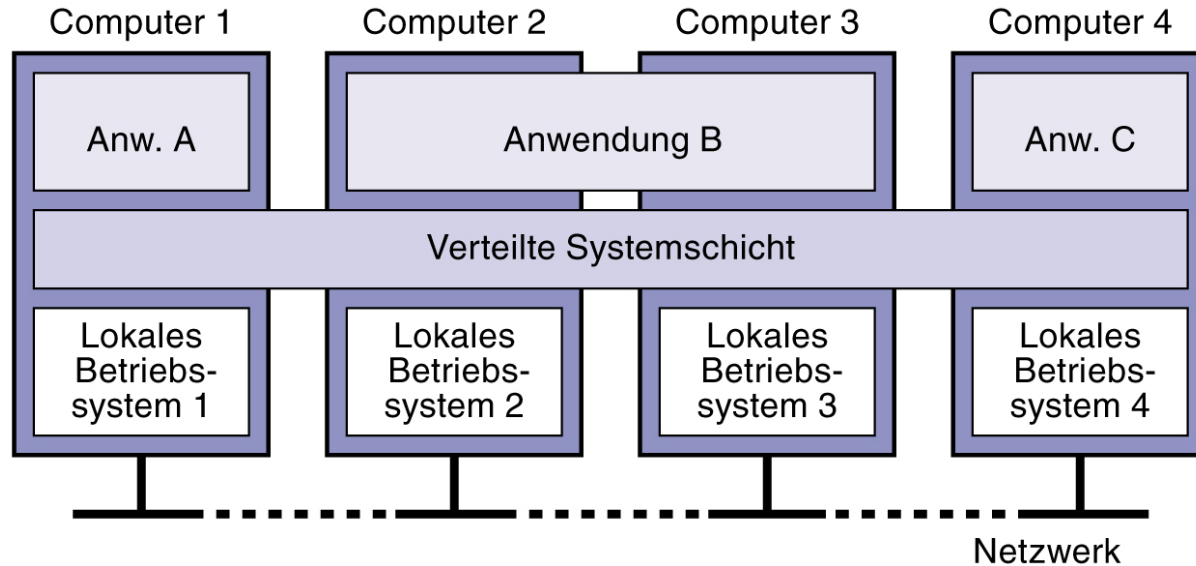 Computer 1
Computer 2
Computer 3
Computer 4
Anw. A
Anwendung B
Anw. C
Verteilte Systemschicht
Lokales
Betriebs-
system 1
Lokales
Betriebs-
system 2
Lokales
Betriebs-
system 3
Lokales
Betriebs-
system 4
Netzwerk